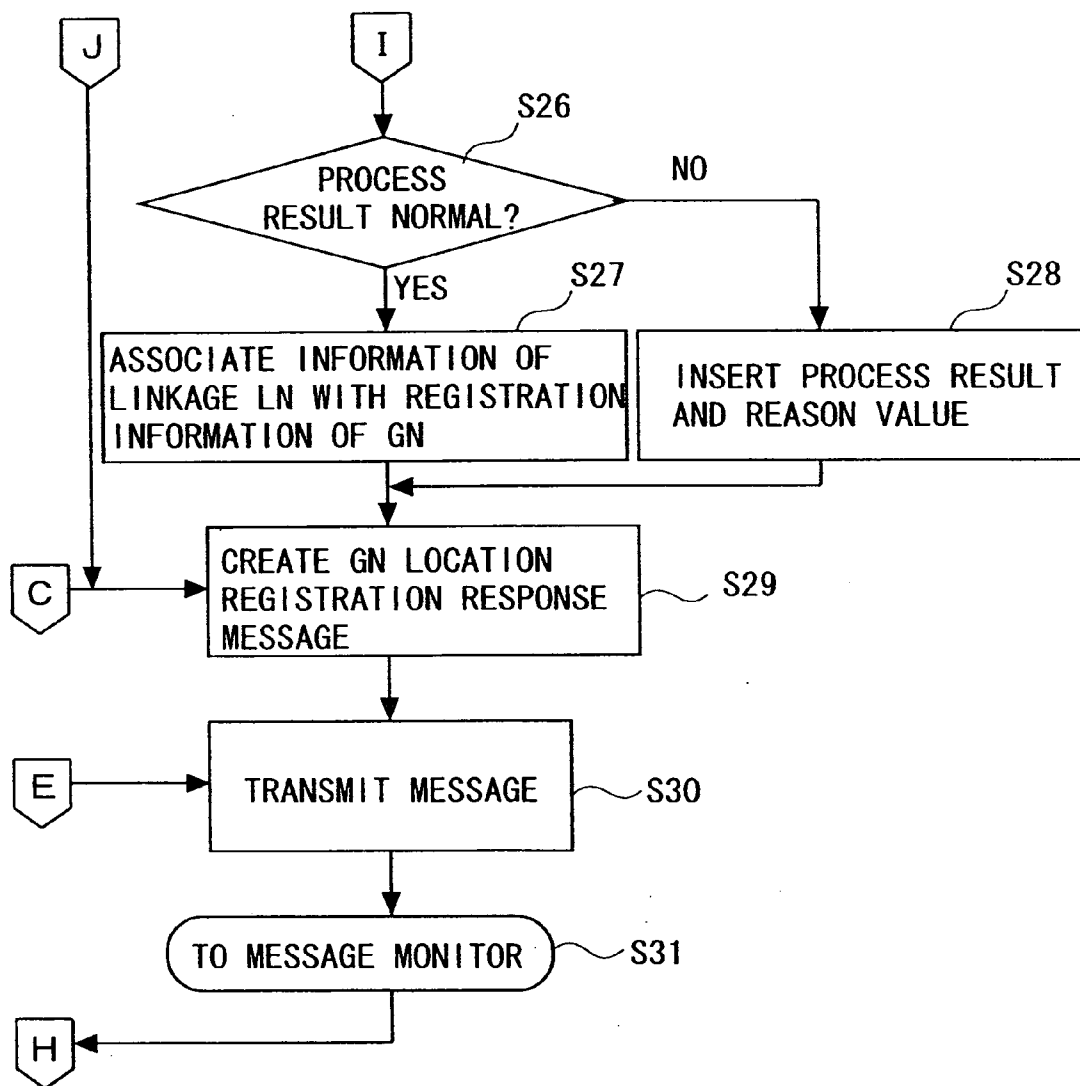 J
I
S26
PROCESS
RESULT NORMAL?
NO
YES
S27
S28
ASSOCIATE INFORMATION OF
LINKAGE LN WITH REGISTRATION
INFORMATION OF GN
INSERT PROCESS RESULT
AND REASON VALUE
C
CREATE GN LOCATION
REGISTRATION RESPONSE
MESSAGE
S29
E
TRANSMIT MESSAGE
S30
TO MESSAGE MONITOR
S31
H